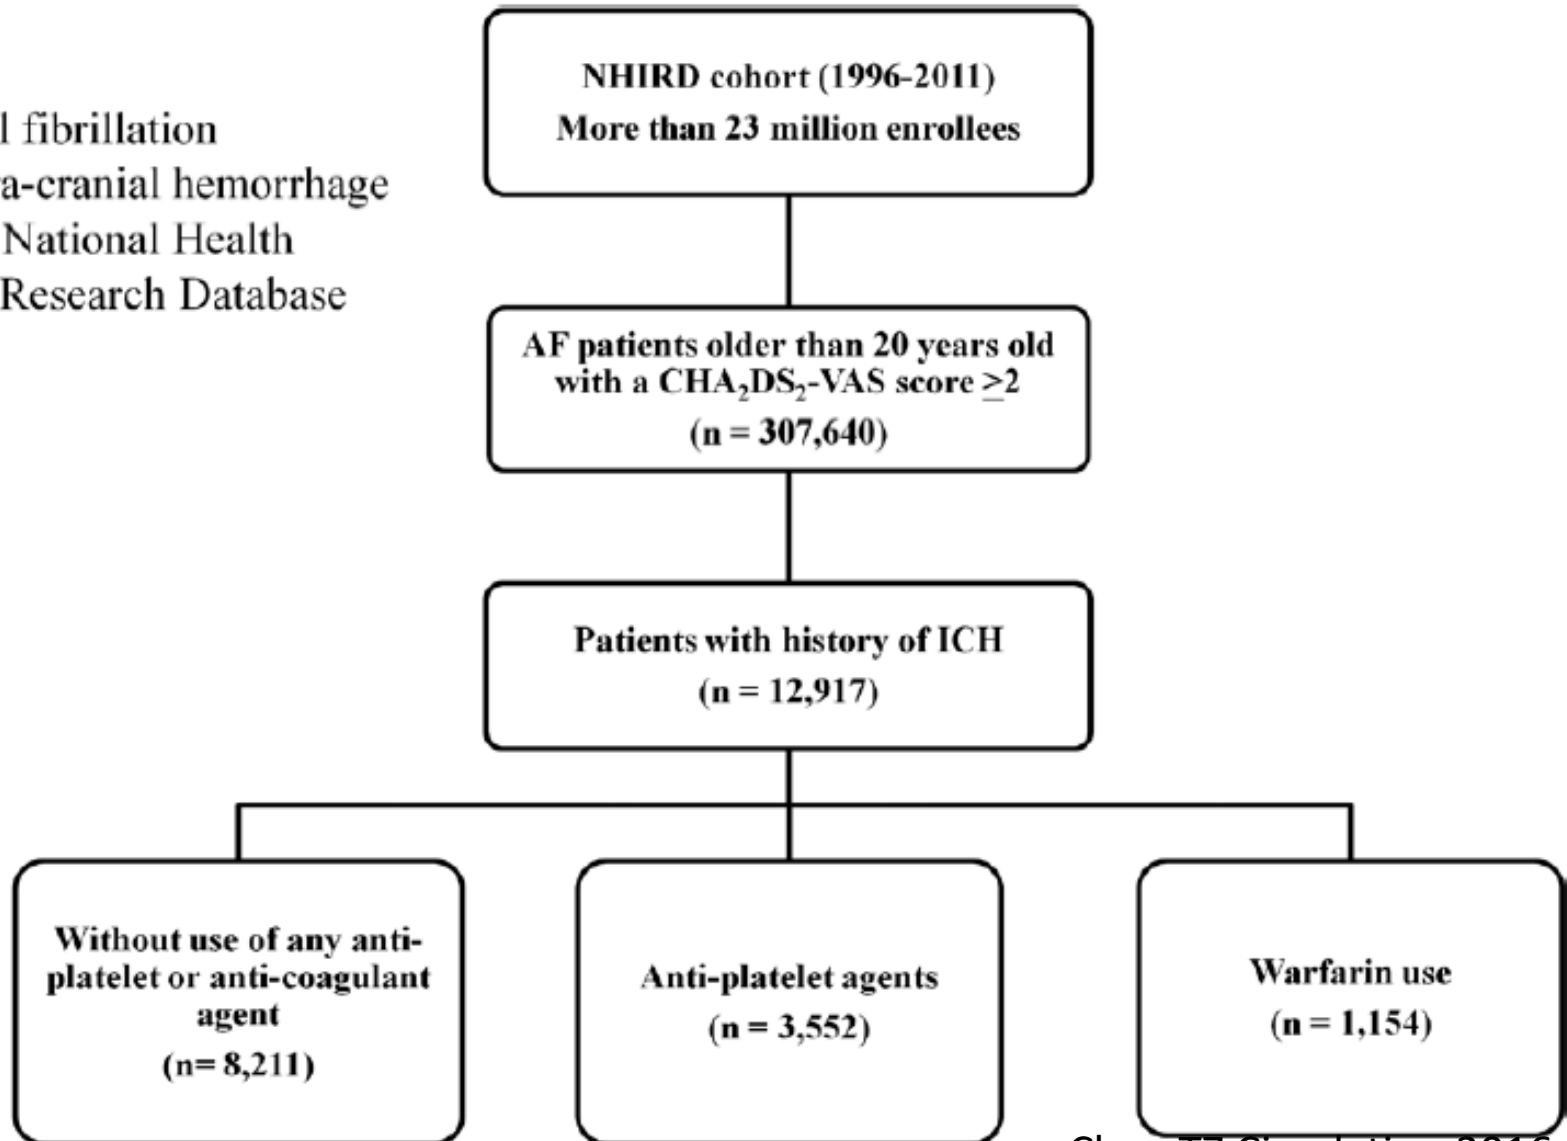 NHIRD cohort (1996-2011)
More than 23 million enrollees
l fibrillation
a-cranial hemorrhage
National Health
Research Database
AF patients older than 20 years old
with a CHA₂DS₂-VAS score ≥2
(n = 307,640)
Patients with history of ICH
(n = 12,917)
Without use of any anti-
platelet or anti-coagulant
agent
(n= 8,211)
Anti-platelet agents
(n = 3,552)
Warfarin use
(n = 1,154)